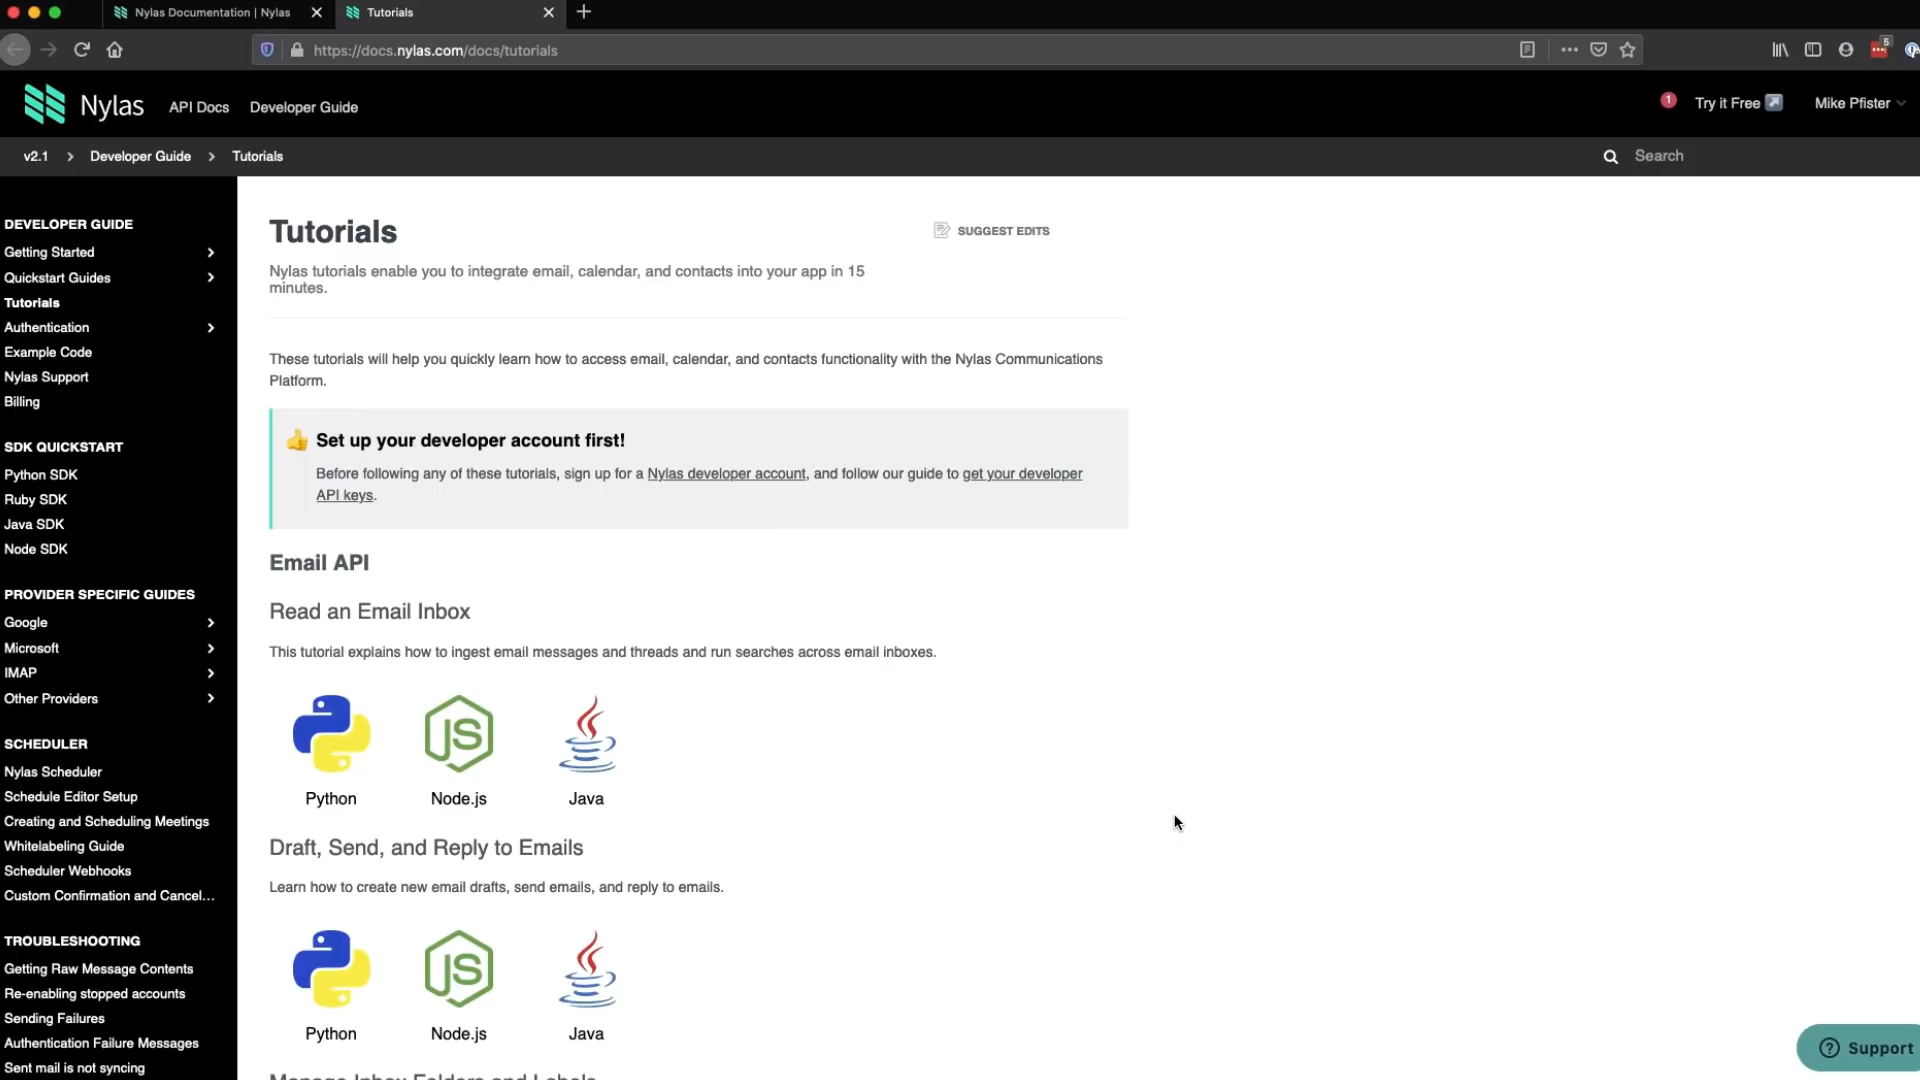 Nylas Documentation | Nylas
Tutorials
https://docs.nylas.com/docs/tutorials
5
Nylas
API Docs
Developer Guide
1
Try it Free
Mike Pfister
v2.1
Developer Guide
Tutorials
Search
DEVELOPER GUIDE
Getting Started
Quickstart Guides
Tutorials
Authentication
Example Code
Nylas Support
Billing
SDK QUICKSTART
Python SDK
Ruby SDK
Java SDK
Node SDK
PROVIDER SPECIFIC GUIDES
Google
Microsoft
IMAP
Other Providers
SCHEDULER
Nylas Scheduler
Schedule Editor Setup
Creating and Scheduling Meetings
Whitelabeling Guide
Scheduler Webhooks
Custom Confirmation and Cancel...
TROUBLESHOOTING
Getting Raw Message Contents
Re-enabling stopped accounts
Sending Failures
Authentication Failure Messages
Sent mail is not syncing
Tutorials
SUGGEST EDITS
Nylas tutorials enable you to integrate email, calendar, and contacts into your app in 15
minutes.
These tutorials will help you quickly learn how to access email, calendar, and contacts functionality with the Nylas Communications
Platform.
👍 Set up your developer account first!
Before following any of these tutorials, sign up for a Nylas developer account, and follow our guide to get your developer
API keys.
Email API
Read an Email Inbox
This tutorial explains how to ingest email messages and threads and run searches across email inboxes.
JS
Python
Node.js
Java
Draft, Send, and Reply to Emails
Learn how to create new email drafts, send emails, and reply to emails.
JS
Python
Node.js
Java
Manage Inbox Folders and Labels
Support